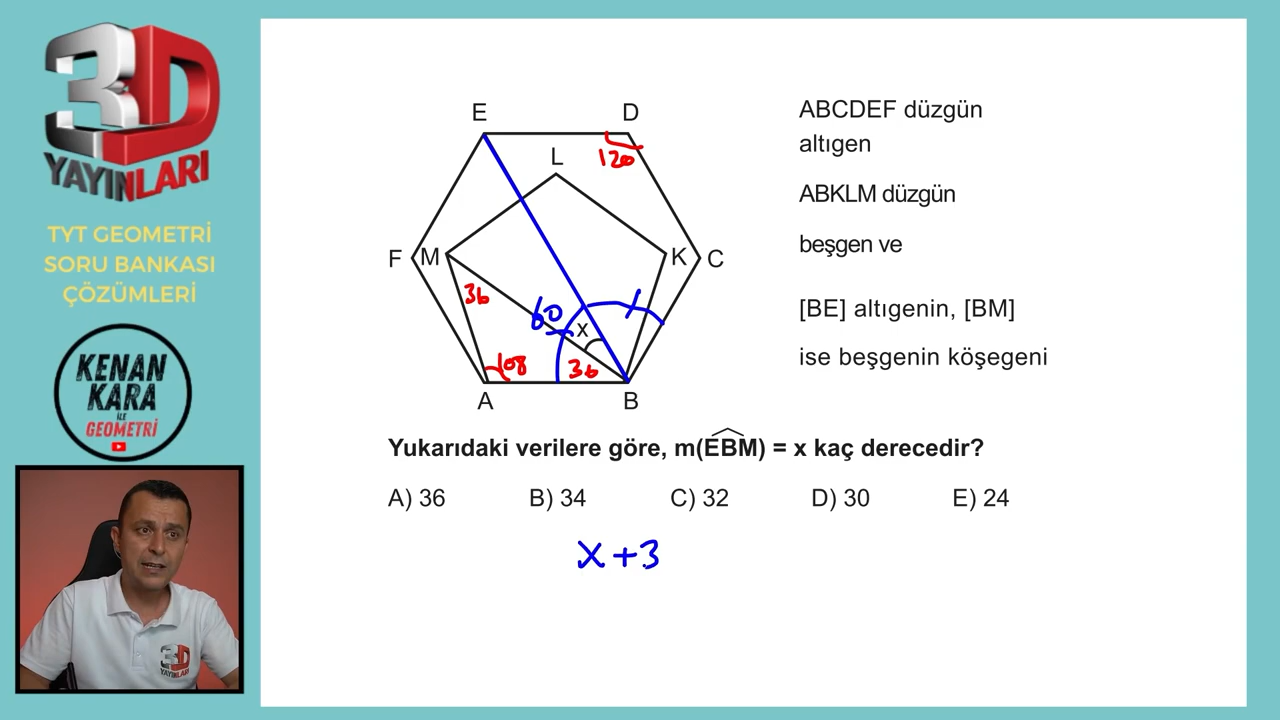 3D
YAYINLARI
TYT GEOMETRİ
SORU BANKASI
ÇÖZÜMLERİ
KENAN
KARA
İLE
GEOMETRİ
E
D
120
L
F
M
K
C
36
60
x
108
36
A
B
ABCDEF düzgün
altıgen
ABKLM düzgün
beşgen ve
[BE] altıgenin, [BM]
ise beşgenin köşegeni
Yukarıdaki verilere göre, m(EBM) = x kaç derecedir?
A) 36 B) 34 C) 32 D) 30 E) 24
x + 3
3D
YAYINLARI